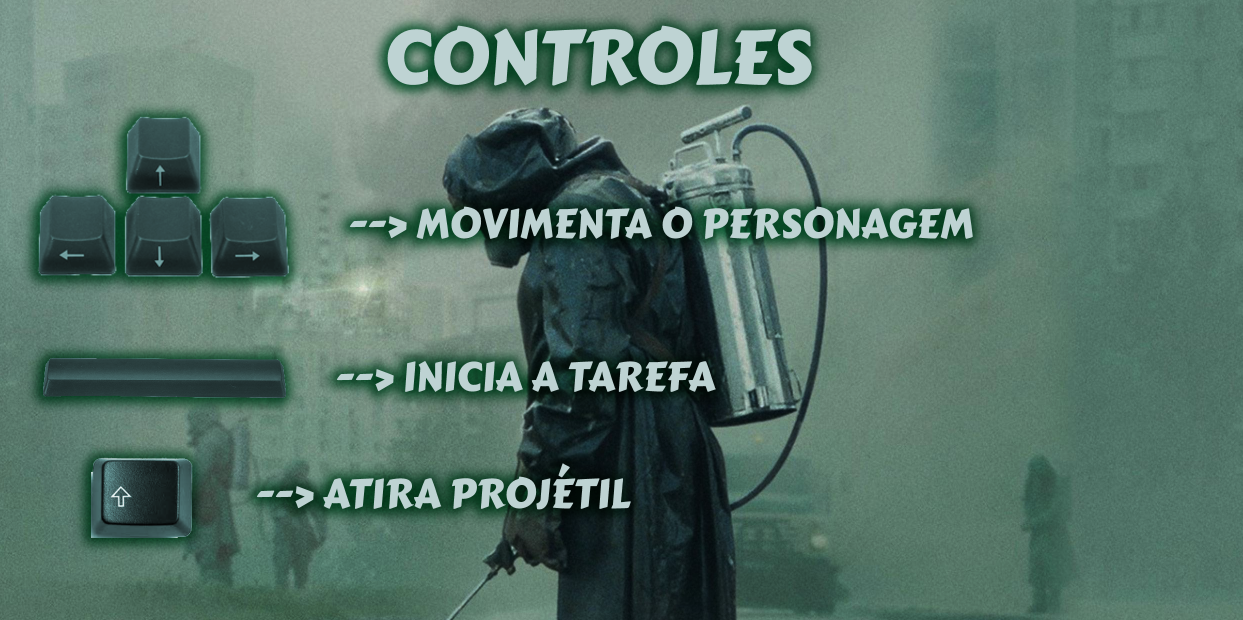 CONTROLES
↑
← ↓ →
--> MOVIMENTA O PERSONAGEM
--> INICIA A TAREFA
⇧
--> ATIRA PROJÉTIL